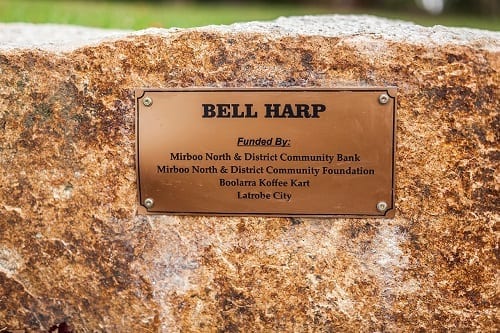 BELL HARP
Funded By:
Mirboo North & District Community Bank
Mirboo North & District Community Foundation
Boolarra Koffee Kart
Latrobe City